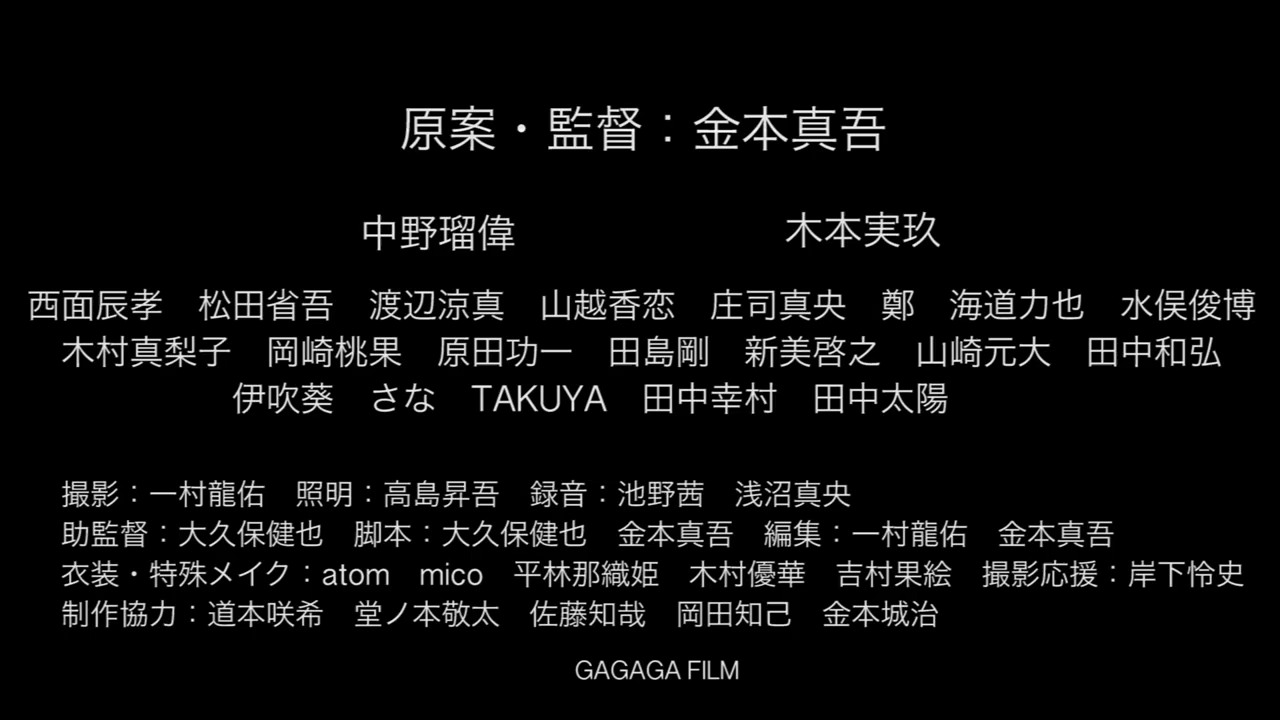 原案・監督：金本真吾
中野瑠偉　木本実玖
西面辰孝　松田省吾　渡辺涼真　山越香恋　庄司真央　鄭　海道力也　水俣俊博
木村真梨子　岡崎桃果　原田功一　田島剛　新美啓之　山崎元大　田中和弘
伊吹葵　さな　TAKUYA　田中幸村　田中太陽
撮影：一村龍佑　照明：高島昇吾　録音：池野茜　浅沼真央
助監督：大久保健也　脚本：大久保健也　金本真吾　編集：一村龍佑　金本真吾
衣装・特殊メイク：atom　mico　平林那織姫　木村優華　吉村果絵　撮影応援：岸下怜史
制作協力：道本咲希　堂ノ本敬太　佐藤知哉　岡田知己　金本城治
GAGAGA FILM